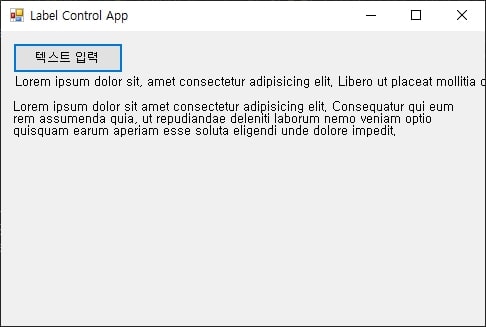 Label Control App
텍스트 입력
Lorem ipsum dolor sit, amet consectetur adipisicing elit. Libero ut placeat mollitia
Lorem ipsum dolor sit amet consectetur adipisicing elit. Consequatur qui eum
rem assumenda quia, ut repudiandae deleniti laborum nemo veniam optio
quisquam earum aperiam esse soluta eligendi unde dolore impedit.